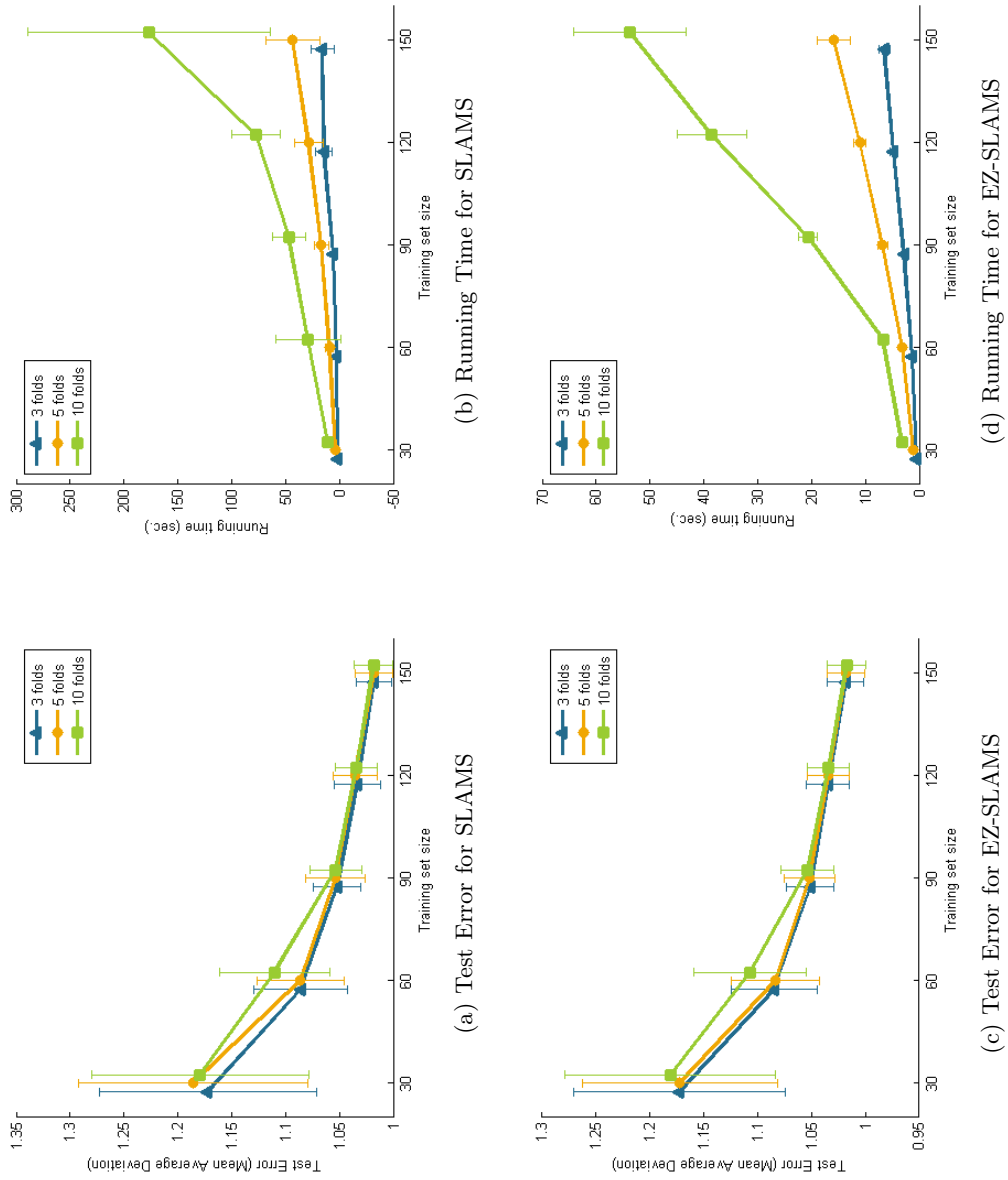 1.35
1.3
1.25
1.2
1.15
1.1
1.05
1
Test Error (Mean Average Deviation)
30
60
90
120
150
Training set size
3 folds
5 folds
10 folds
(a) Test Error for SLAMS
300
250
200
150
100
50
0
-50
Running time (sec.)
30
60
90
120
150
Training set size
3 folds
5 folds
10 folds
(b) Running Time for SLAMS
1.3
1.25
1.2
1.15
1.1
1.05
1
0.95
Test Error (Mean Average Deviation)
30
60
90
120
150
Training set size
3 folds
5 folds
10 folds
(c) Test Error for EZ-SLAMS
70
60
50
40
30
20
10
0
Running time (sec.)
30
60
90
120
150
Training set size
3 folds
5 folds
10 folds
(d) Running Time for EZ-SLAMS